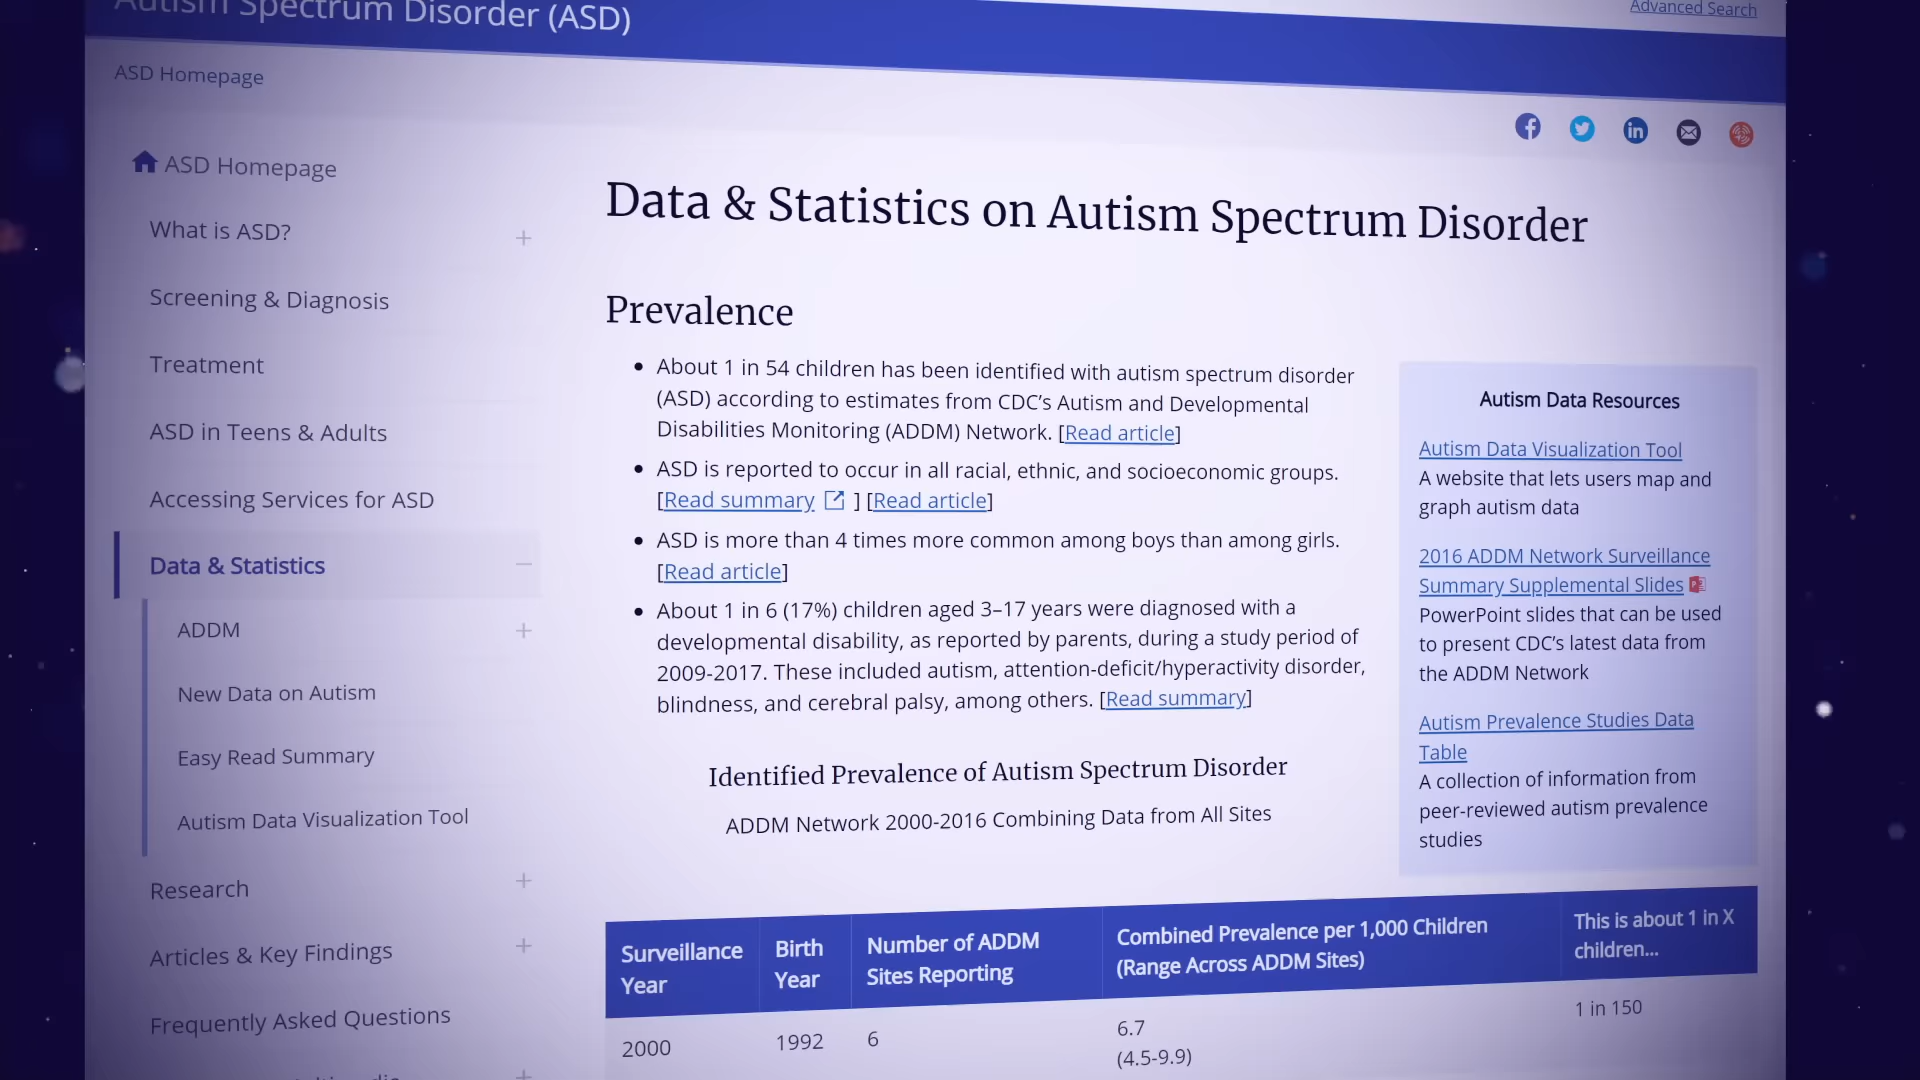 Autism Spectrum Disorder (ASD)
Advanced Search
ASD Homepage
ASD Homepage
What is ASD?
Screening & Diagnosis
Treatment
ASD in Teens & Adults
Accessing Services for ASD
Data & Statistics
ADDM
New Data on Autism
Easy Read Summary
Autism Data Visualization Tool
Research
Articles & Key Findings
Frequently Asked Questions
Data & Statistics on Autism Spectrum Disorder
Prevalence
• About 1 in 54 children has been identified with autism spectrum disorder
(ASD) according to estimates from CDC’s Autism and Developmental
Disabilities Monitoring (ADDM) Network. [Read article]
• ASD is reported to occur in all racial, ethnic, and socioeconomic groups.
[Read summary ] [Read article]
• ASD is more than 4 times more common among boys than among girls.
[Read article]
• About 1 in 6 (17%) children aged 3–17 years were diagnosed with a
developmental disability, as reported by parents, during a study period of
2009-2017. These included autism, attention-deficit/hyperactivity disorder,
blindness, and cerebral palsy, among others. [Read summary]
Autism Data Resources
Autism Data Visualization Tool
A website that lets users map and
graph autism data
2016 ADDM Network Surveillance
Summary Supplemental Slides
PowerPoint slides that can be used
to present CDC’s latest data from
the ADDM Network
Autism Prevalence Studies Data
Table
A collection of information from
peer-reviewed autism prevalence
studies
Identified Prevalence of Autism Spectrum Disorder
ADDM Network 2000-2016 Combining Data from All Sites
Surveillance
Year
Birth
Year
Number of ADDM
Sites Reporting
Combined Prevalence per 1,000 Children
(Range Across ADDM Sites)
This is about 1 in X
children...
2000
1992
6
6.7
(4.5-9.9)
1 in 150